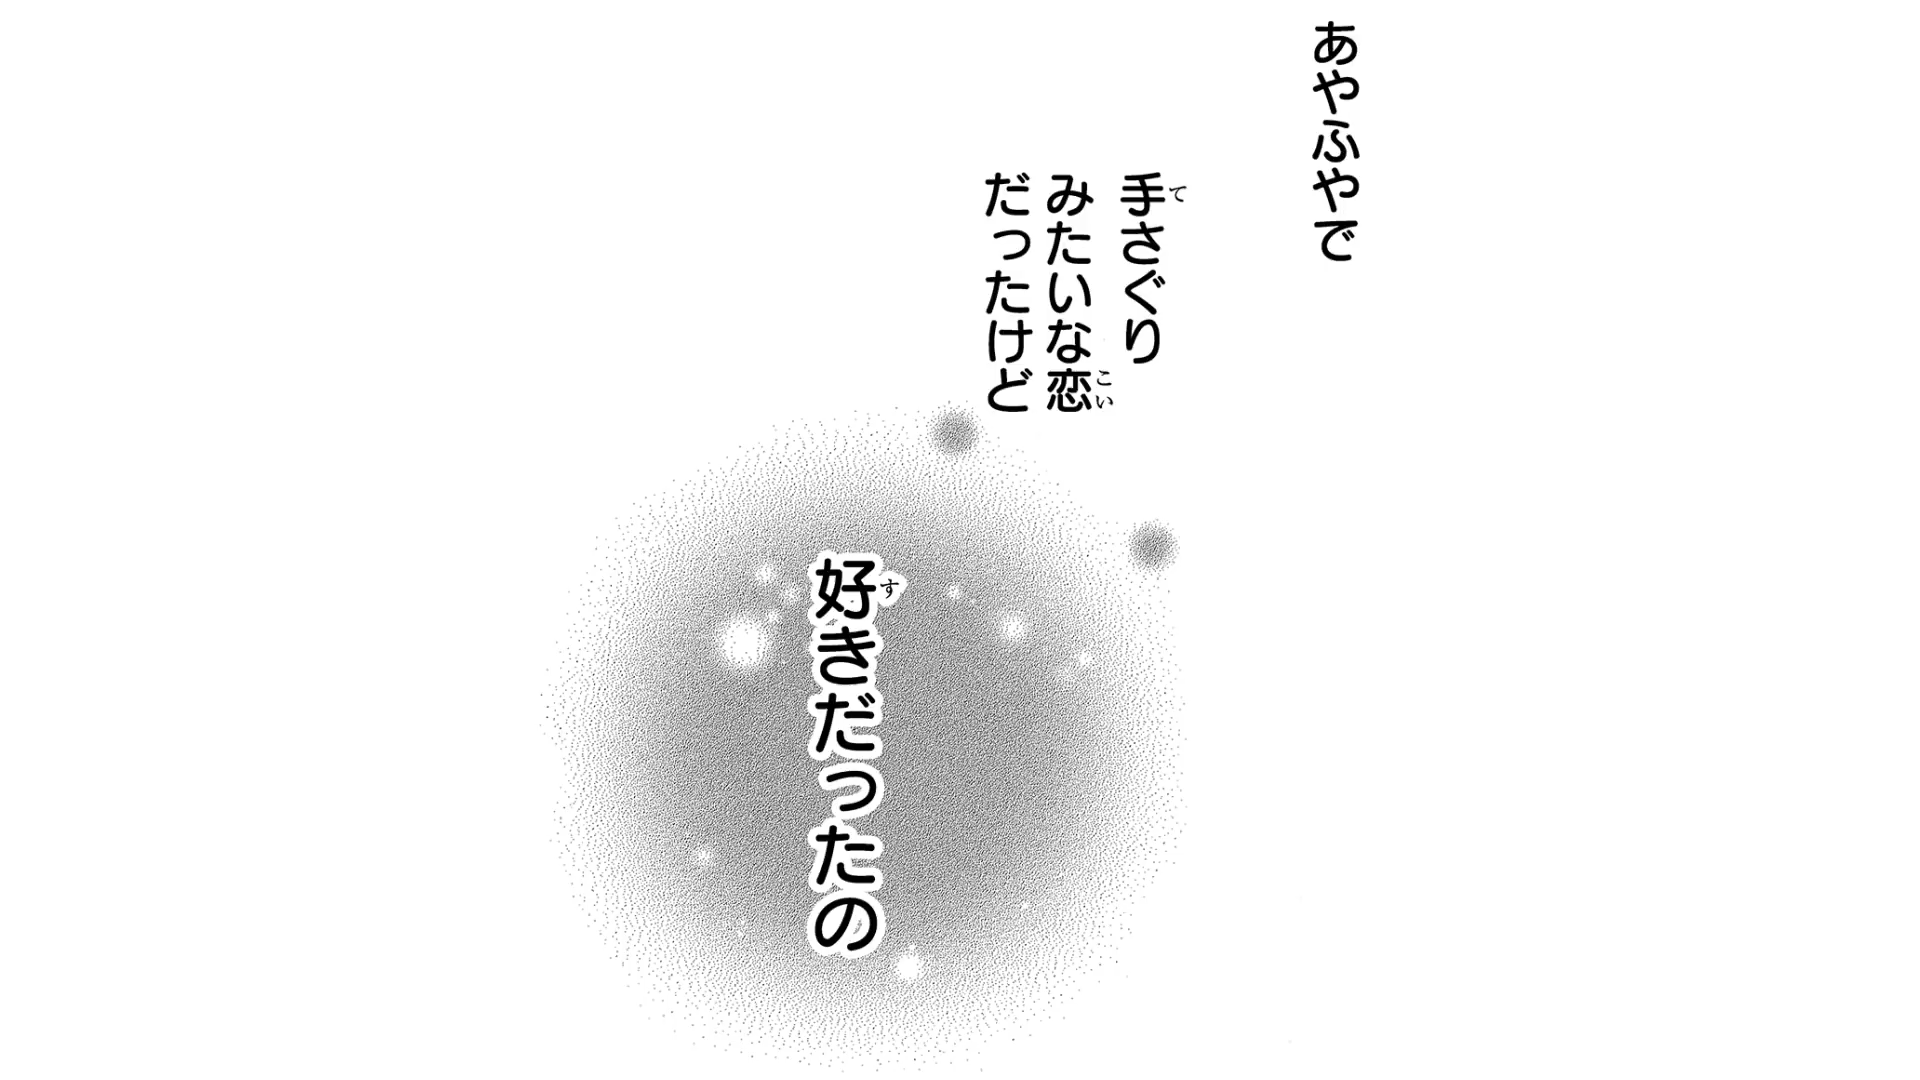 あやふやで
手さぐり
みたいな恋
だったけど
好きだったの